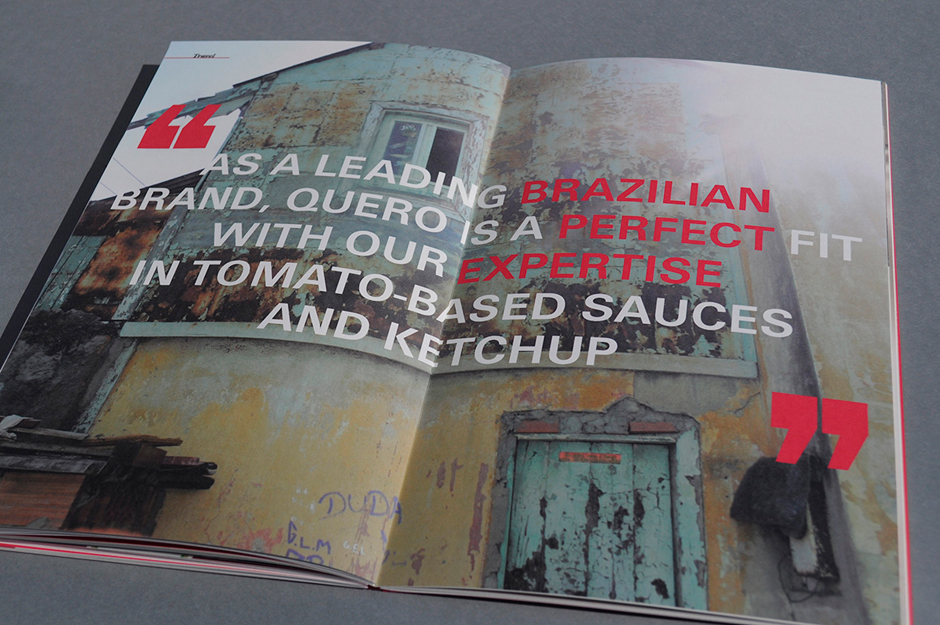 Travel
“
AS A LEADING BRAZILIAN
BRAND, QUERO IS A PERFECT FIT
WITH OUR EXPERTISE
IN TOMATO-BASED SAUCES
AND KETCHUP
”
DUDA
G.L.M